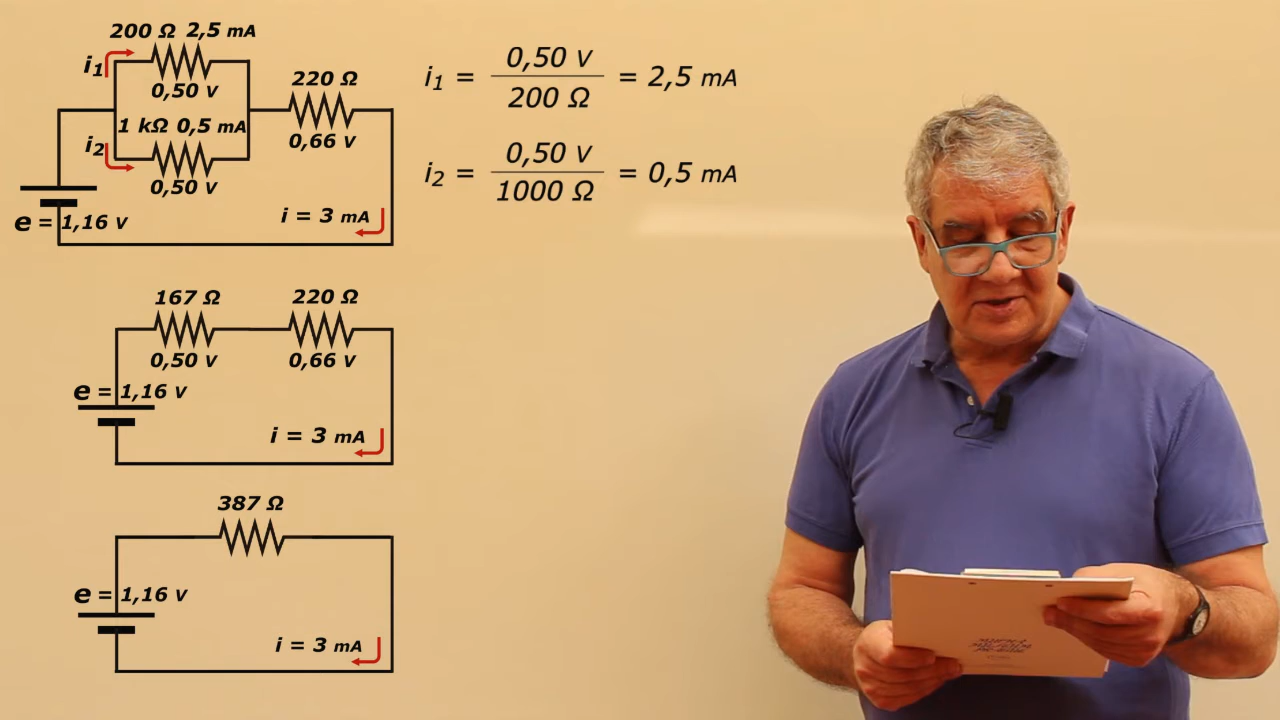 200 Ω 2,5 mA
i1
0,50 V
220 Ω
0,66 V
1 kΩ 0,5 mA
i2
0,50 V
e = 1,16 V
i = 3 mA
i1 = 0,50 V / 200 Ω = 2,5 mA
i2 = 0,50 V / 1000 Ω = 0,5 mA
167 Ω
220 Ω
0,50 V
0,66 V
e = 1,16 V
i = 3 mA
387 Ω
e = 1,16 V
i = 3 mA